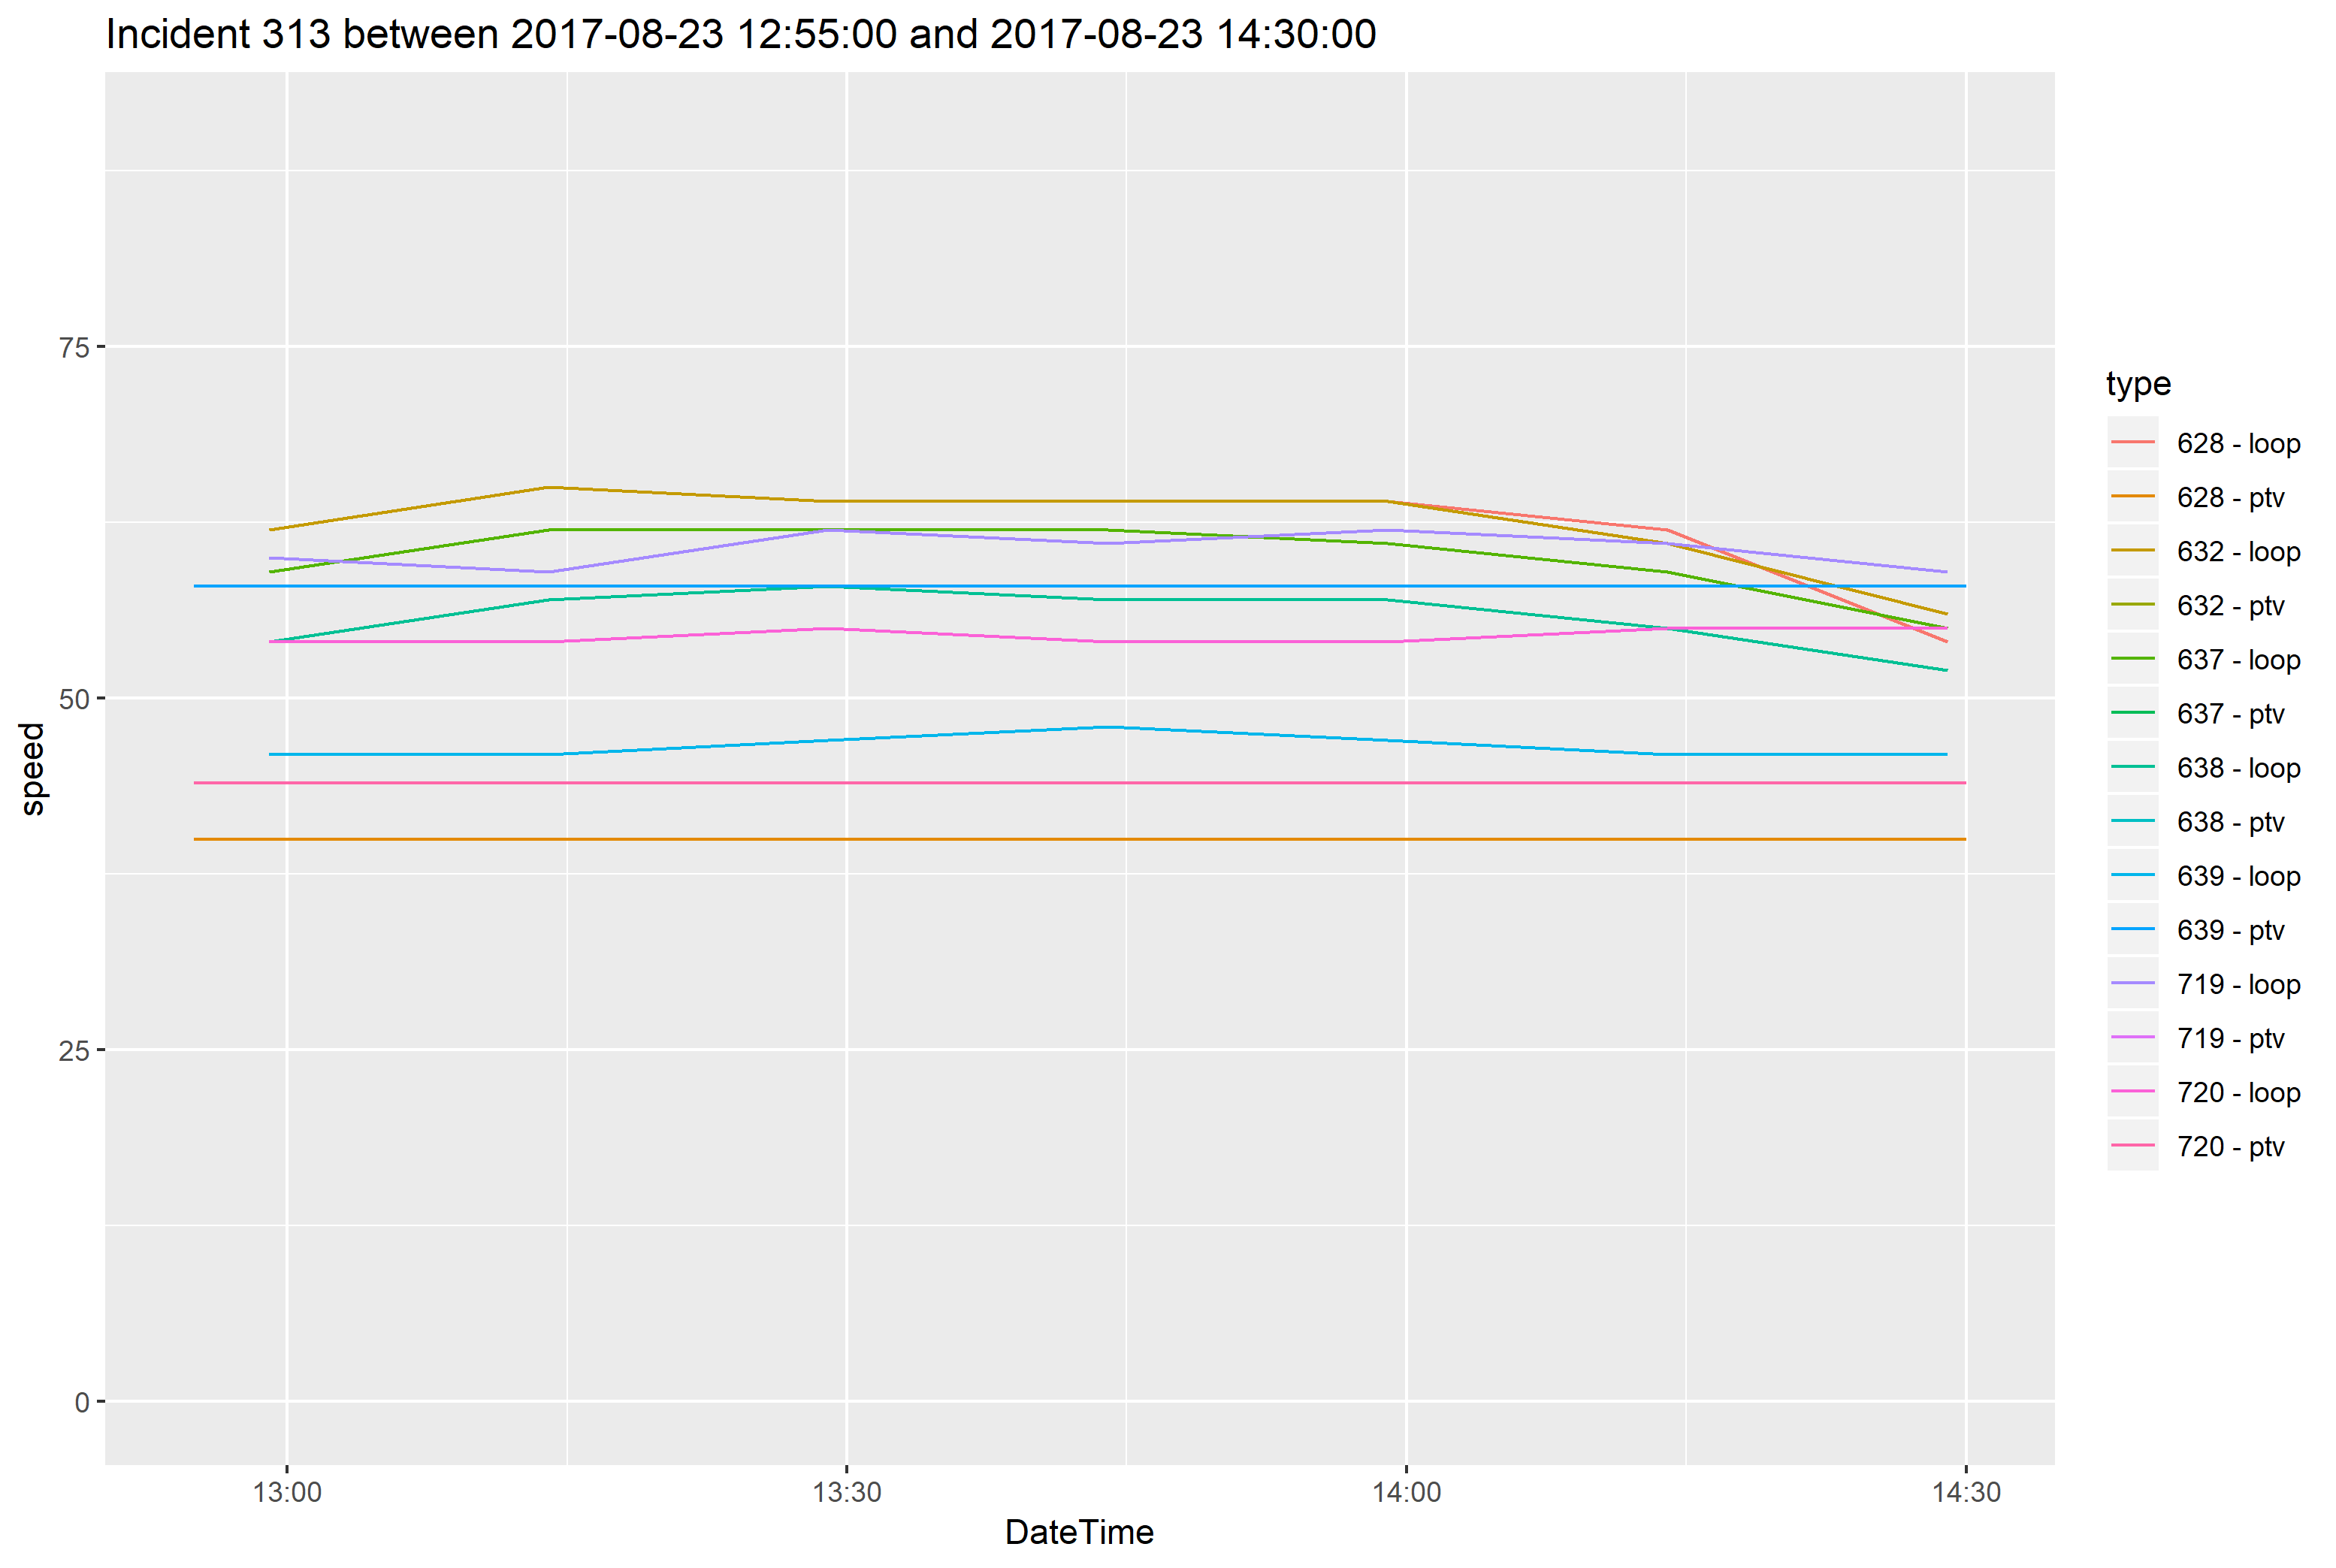 Incident 313 between 2017-08-23 12:55:00 and 2017-08-23 14:30:00
75
50
25
0
speed
13:00
13:30
14:00
14:30
DateTime
type
628 - loop
628 - ptv
632 - loop
632 - ptv
637 - loop
637 - ptv
638 - loop
638 - ptv
639 - loop
639 - ptv
719 - loop
719 - ptv
720 - loop
720 - ptv